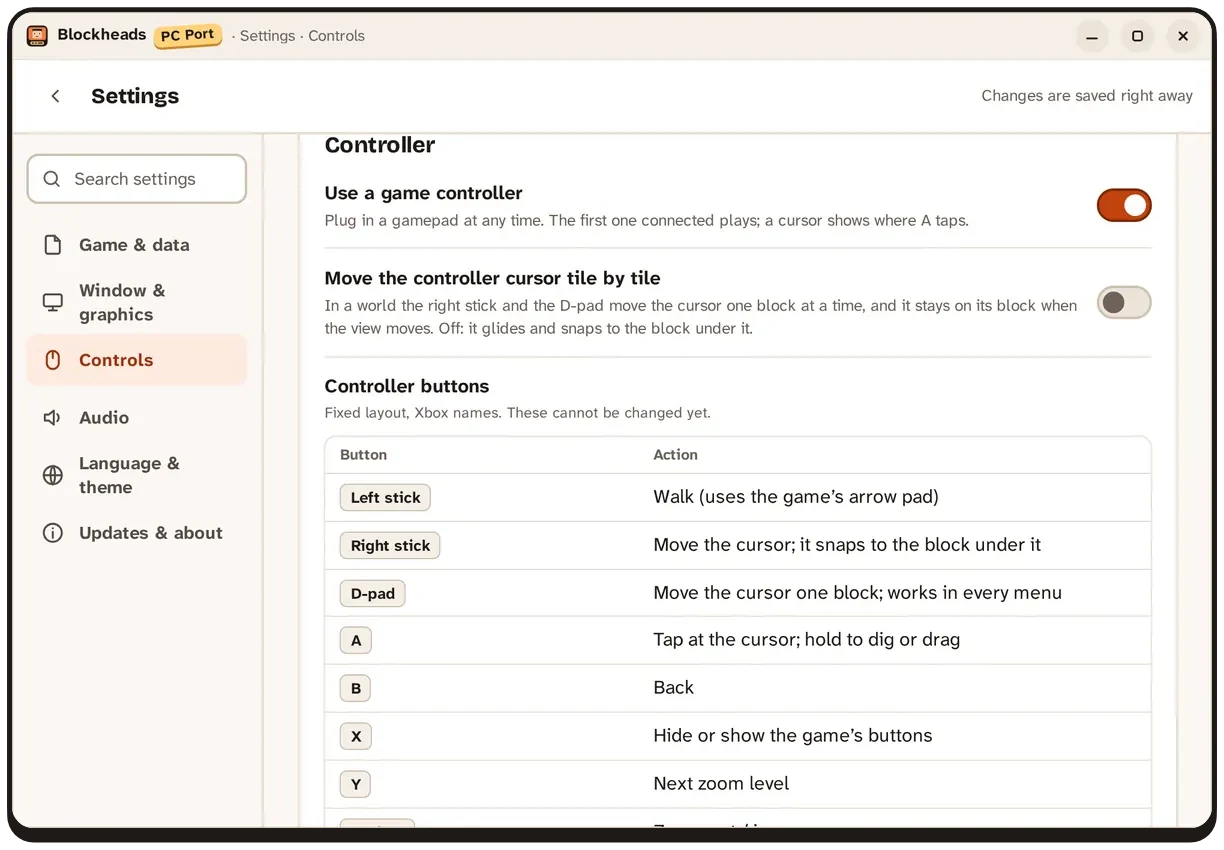 Blockheads PC Port · Settings · Controls
Settings
Changes are saved right away
Search settings
Game & data
Window &
graphics
Controls
Audio
Language &
theme
Updates & about
Controller
Use a game controller
Plug in a gamepad at any time. The first one connected plays; a cursor shows where A taps.
Move the controller cursor tile by tile
In a world the right stick and the D-pad move the cursor one block at a time, and it stays on its block when
the view moves. Off: it glides and snaps to the block under it.
Controller buttons
Fixed layout, Xbox names. These cannot be changed yet.
Button Action
Left stick Walk (uses the game’s arrow pad)
Right stick Move the cursor; it snaps to the block under it
D-pad Move the cursor one block; works in every menu
A Tap at the cursor; hold to dig or drag
B Back
X Hide or show the game’s buttons
Y Next zoom level